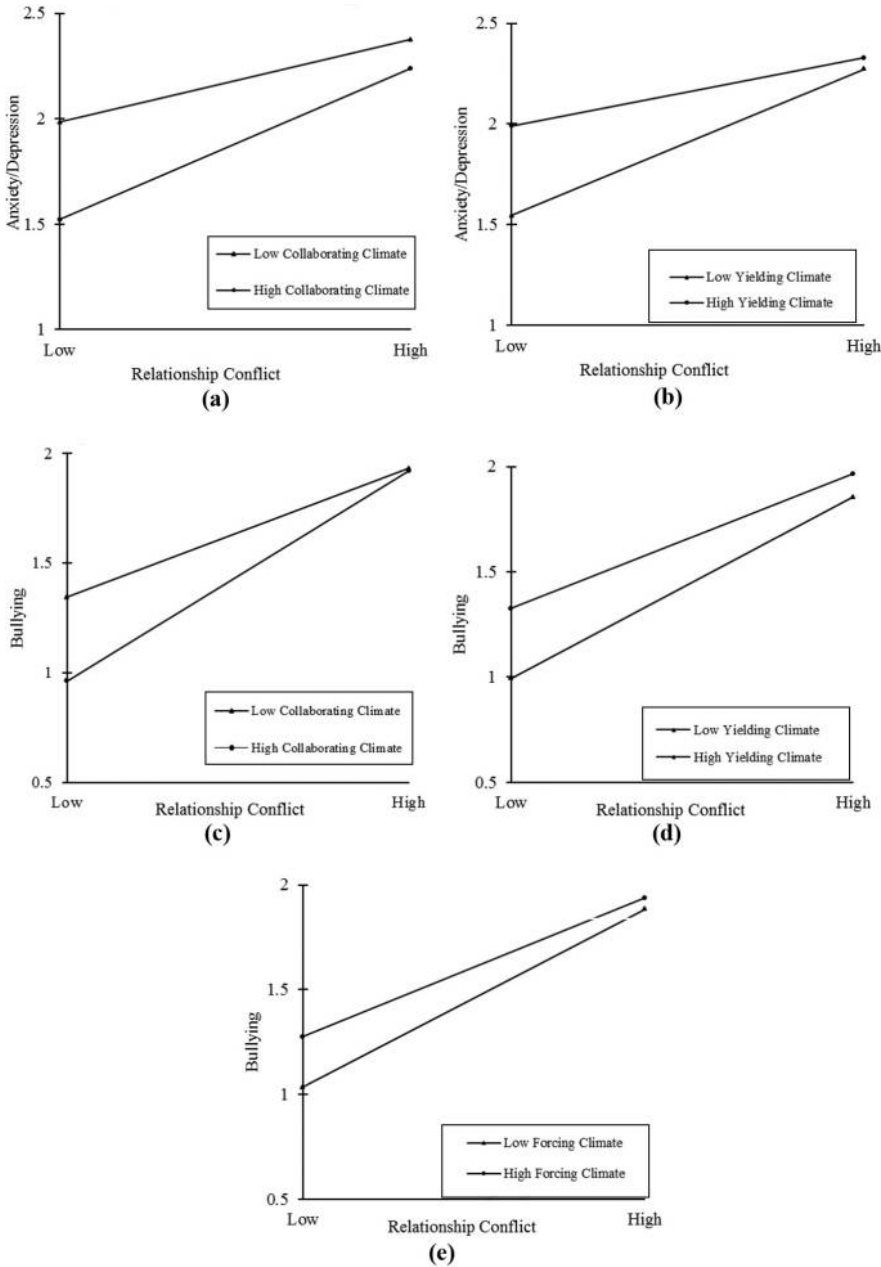 2.5
2
1.5
1
Anxiety/Depression
Low Collaborating Climate
High Collaborating Climate
Low
High
Relationship Conflict
(a)
2.5
2
1.5
1
Anxiety/Depression
Low Yielding Climate
High Yielding Climate
Low
High
Relationship Conflict
(b)
2
1.5
1
0.5
Bullying
Low Collaborating Climate
High Collaborating Climate
Low
High
Relationship Conflict
(c)
2
1.5
1
0.5
Bullying
Low Yielding Climate
High Yielding Climate
Low
High
Relationship Conflict
(d)
2
1.5
1
0.5
Bullying
Low Forcing Climate
High Forcing Climate
Low
High
Relationship Conflict
(e)